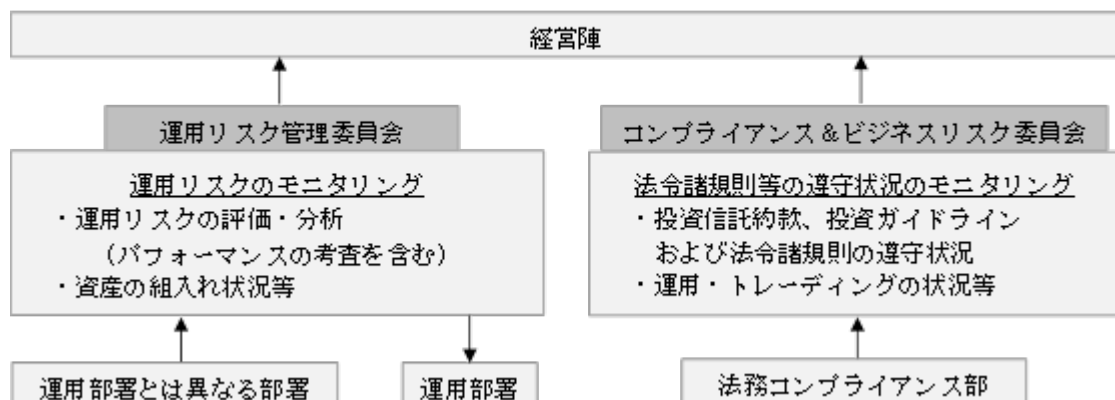 経営陣
運用リスク管理委員会
運用リスクのモニタリング
・運用リスクの評価・分析
（パフォーマンスの考査を含む）
・資産の組入れ状況等
コンプライアンス＆ビジネスリスク委員会
法令諸規則等の遵守状況のモニタリング
・投資信託約款、投資ガイドライン
および法令諸規則の遵守状況
・運用・トレーディングの状況等
運用部署とは異なる部署
運用部署
法務コンプライアンス部